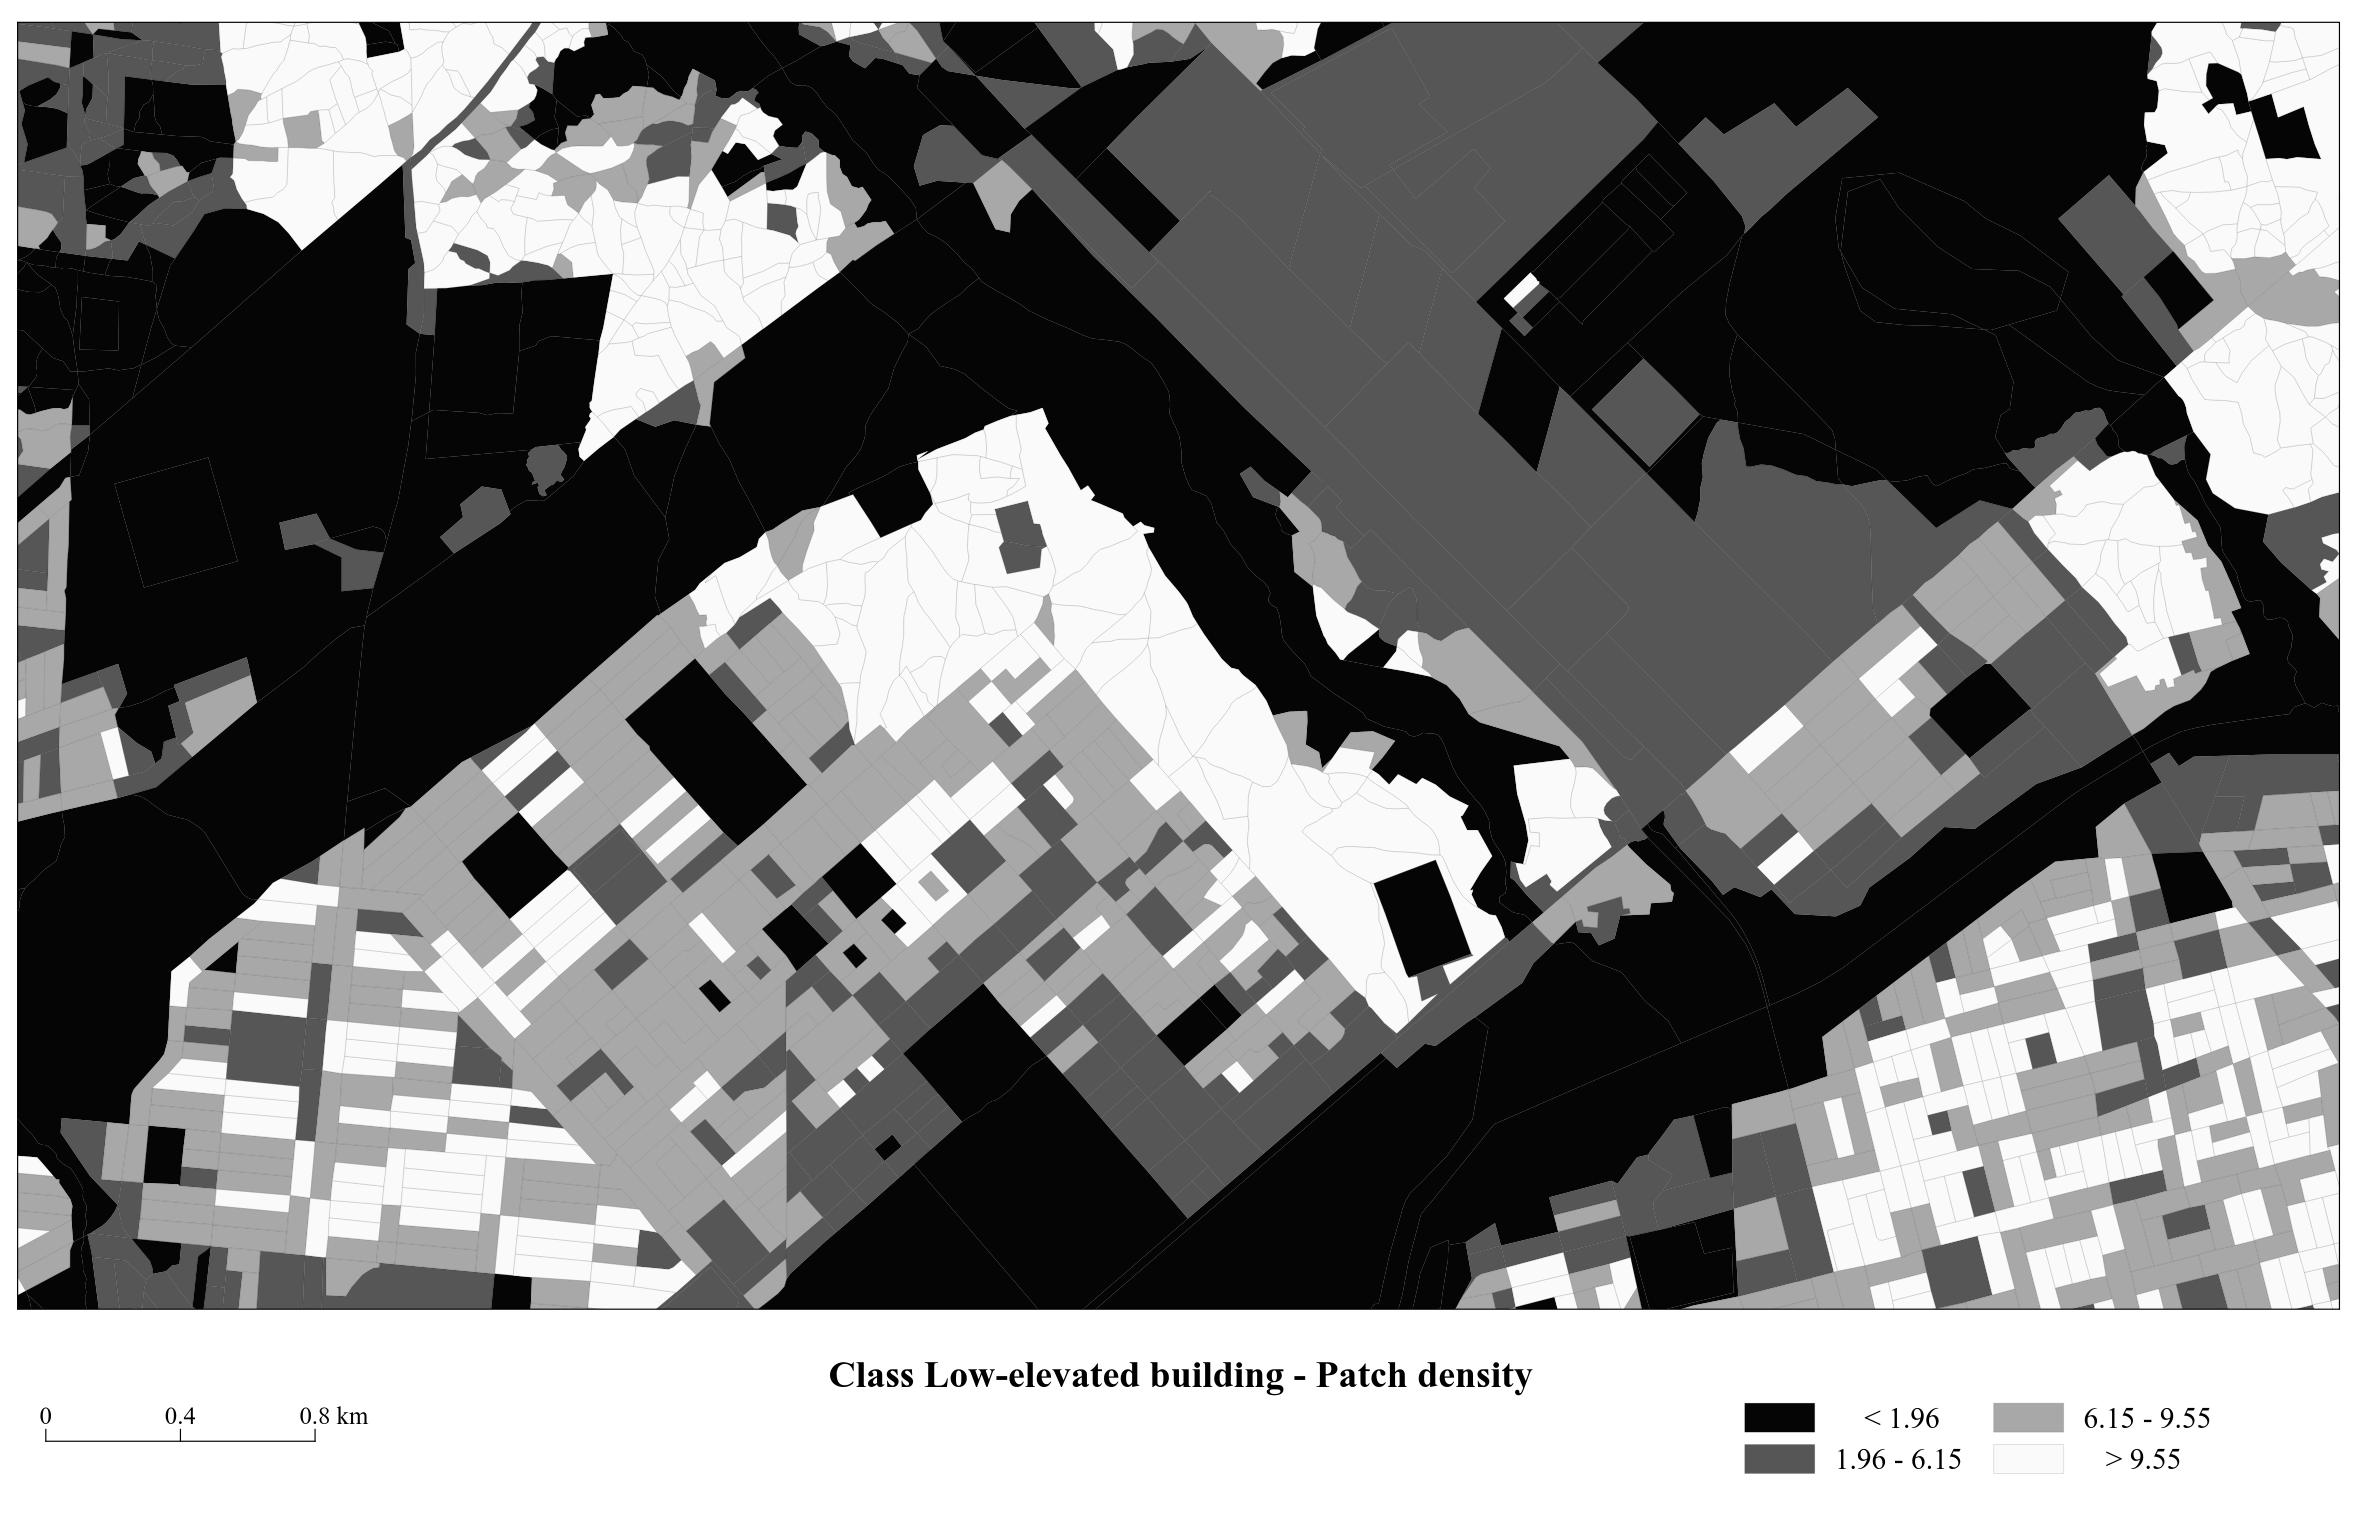 Class Low-elevated building - Patch density
0 0.4 0.8 km
< 1.96 6.15 - 9.55
1.96 - 6.15 > 9.55